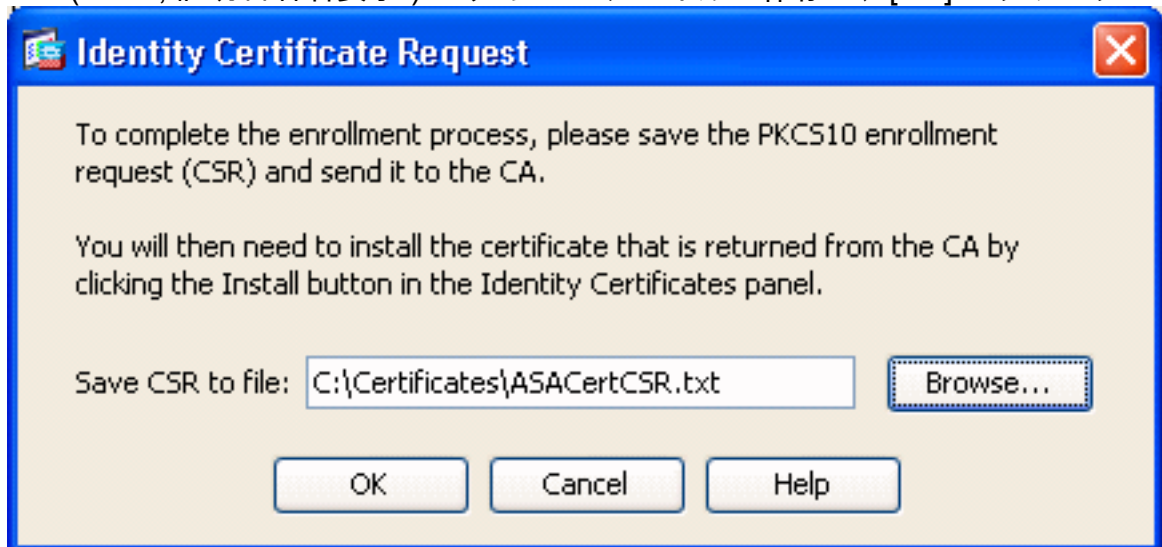 Identity Certificate Request
To complete the enrollment process, please save the PKCS10 enrollment
request (CSR) and send it to the CA.
You will then need to install the certificate that is returned from the CA by
clicking the Install button in the Identity Certificates panel.
Save CSR to file: C:\Certificates\ASACertCSR.txt Browse...
OK Cancel Help